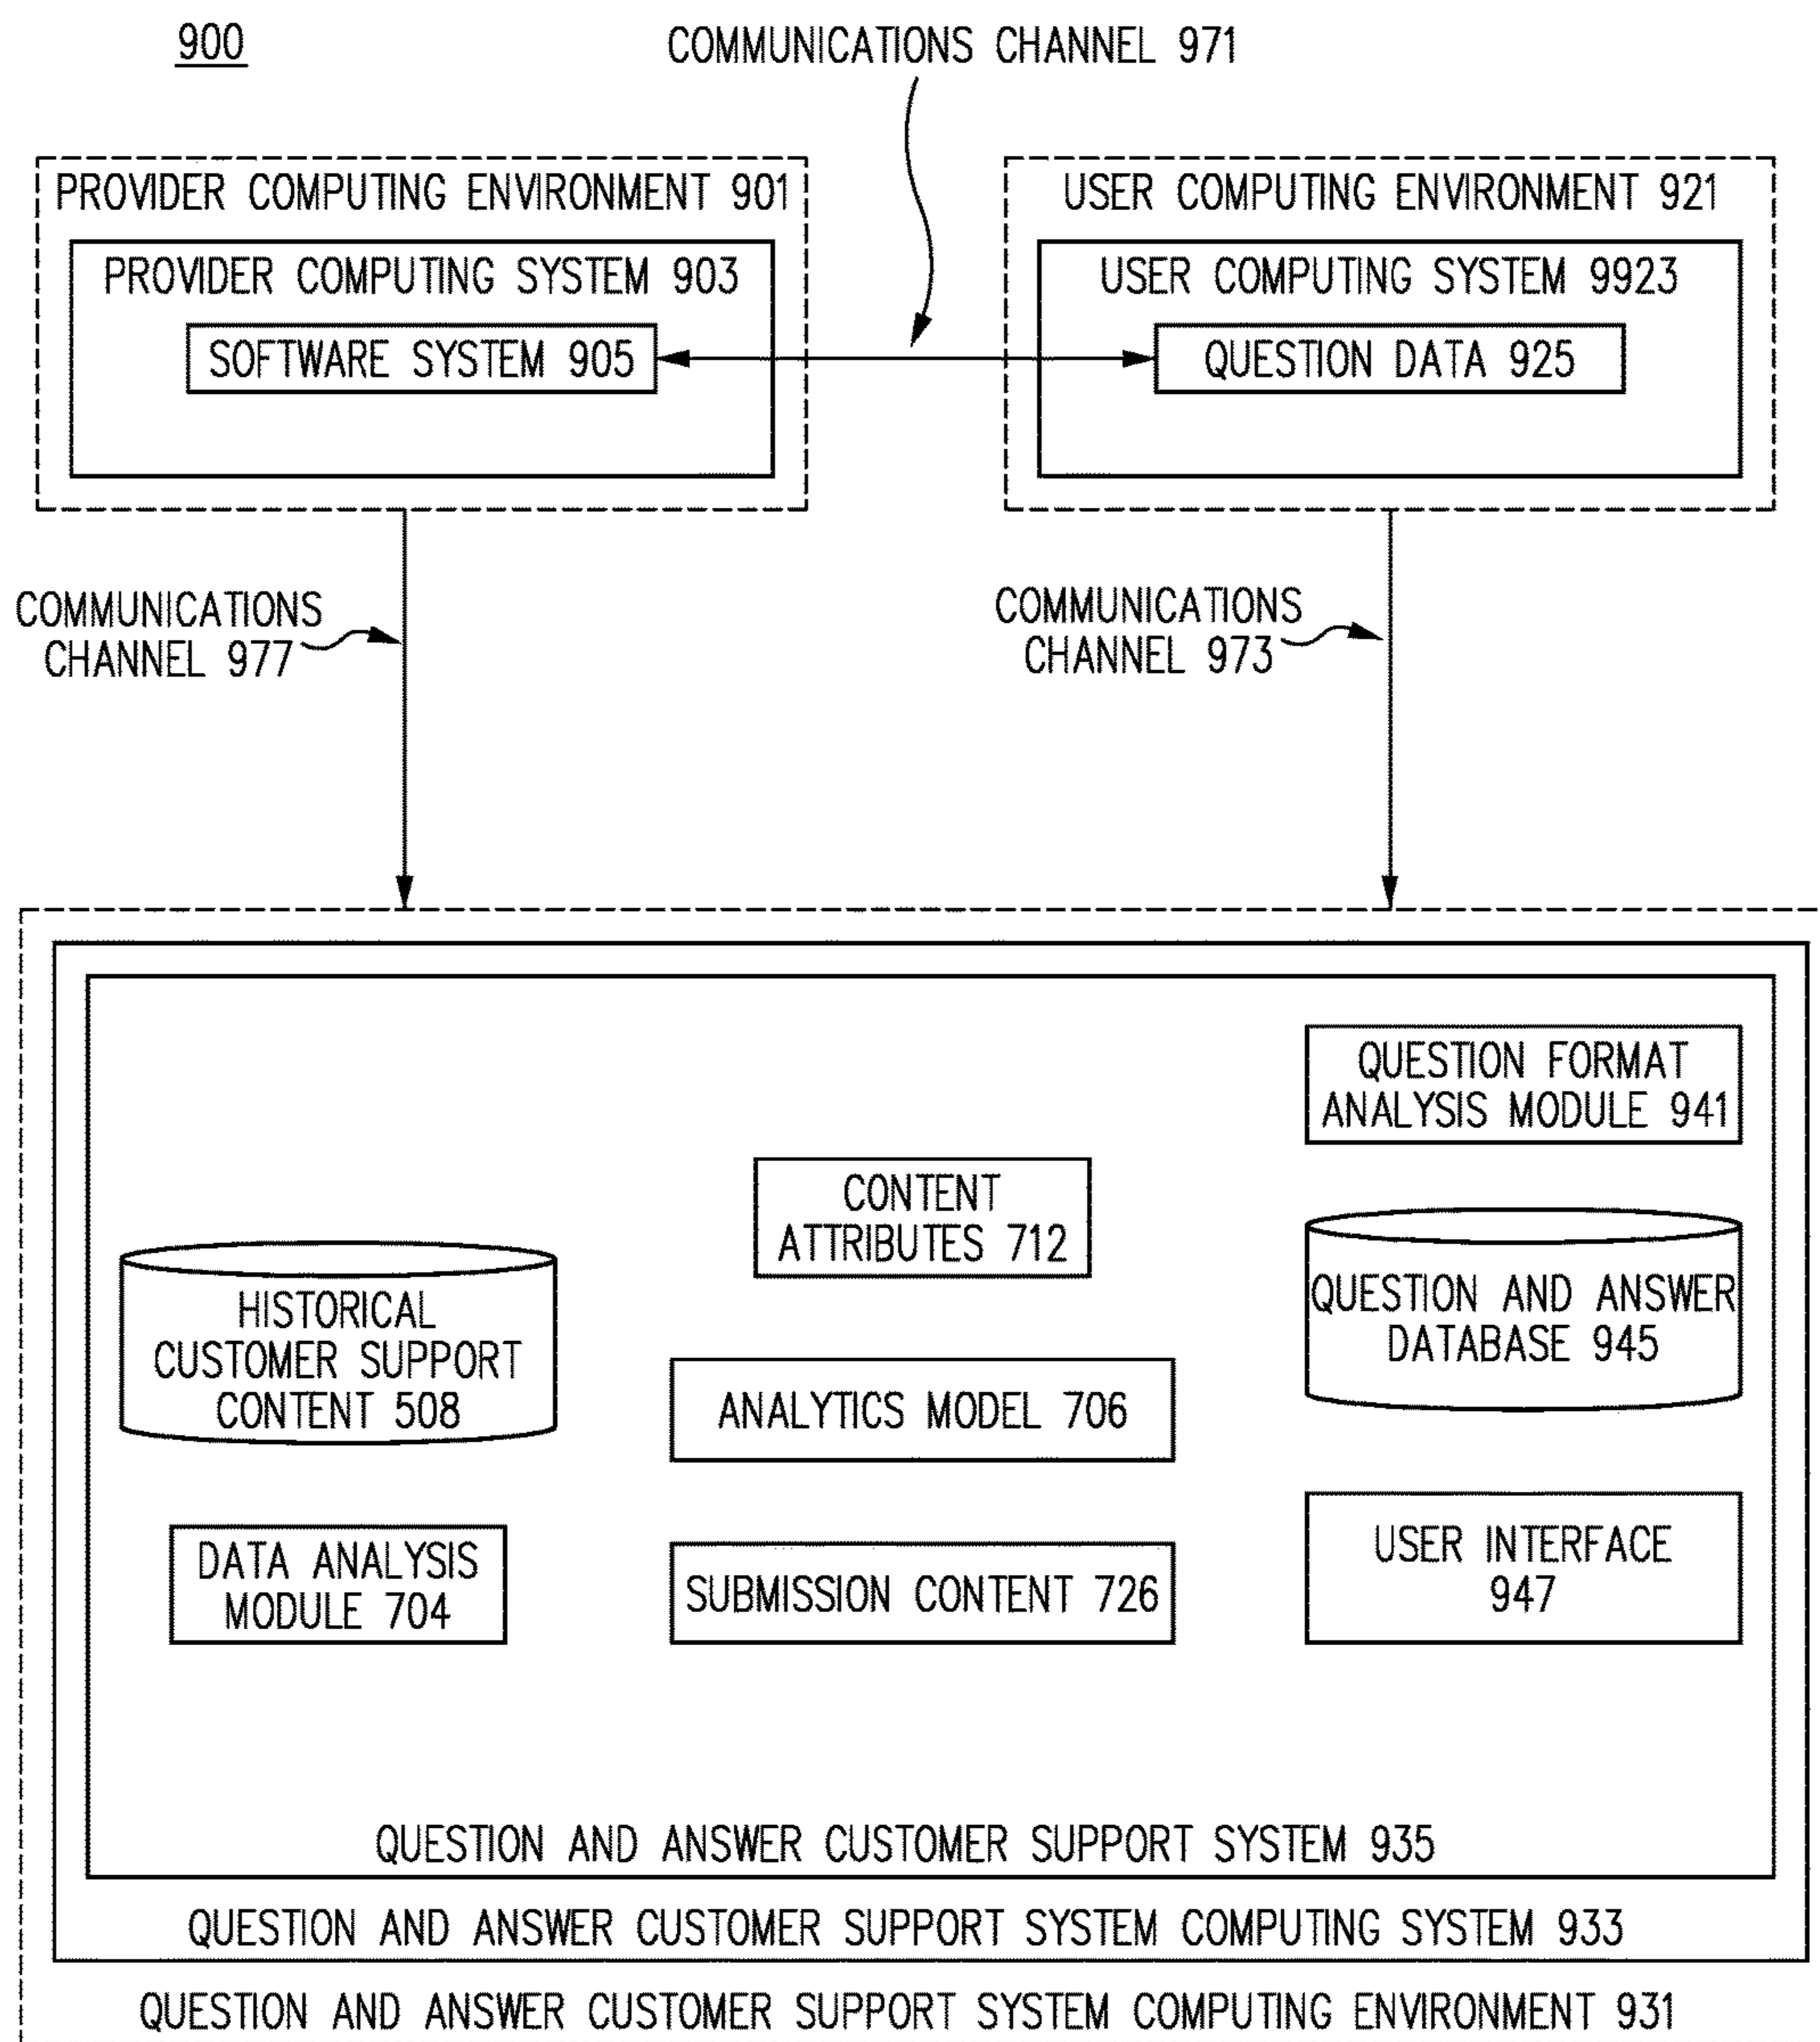 900
COMMUNICATIONS CHANNEL 971
PROVIDER COMPUTING ENVIRONMENT 901
PROVIDER COMPUTING SYSTEM 903
SOFTWARE SYSTEM 905
USER COMPUTING ENVIRONMENT 921
USER COMPUTING SYSTEM 9923
QUESTION DATA 925
COMMUNICATIONS
CHANNEL 977
COMMUNICATIONS
CHANNEL 973
HISTORICAL
CUSTOMER SUPPORT
CONTENT 508
DATA ANALYSIS
MODULE 704
CONTENT
ATTRIBUTES 712
ANALYTICS MODEL 706
SUBMISSION CONTENT 726
QUESTION FORMAT
ANALYSIS MODULE 941
QUESTION AND ANSWER
DATABASE 945
USER INTERFACE
947
QUESTION AND ANSWER CUSTOMER SUPPORT SYSTEM 935
QUESTION AND ANSWER CUSTOMER SUPPORT SYSTEM COMPUTING SYSTEM 933
QUESTION AND ANSWER CUSTOMER SUPPORT SYSTEM COMPUTING ENVIRONMENT 931